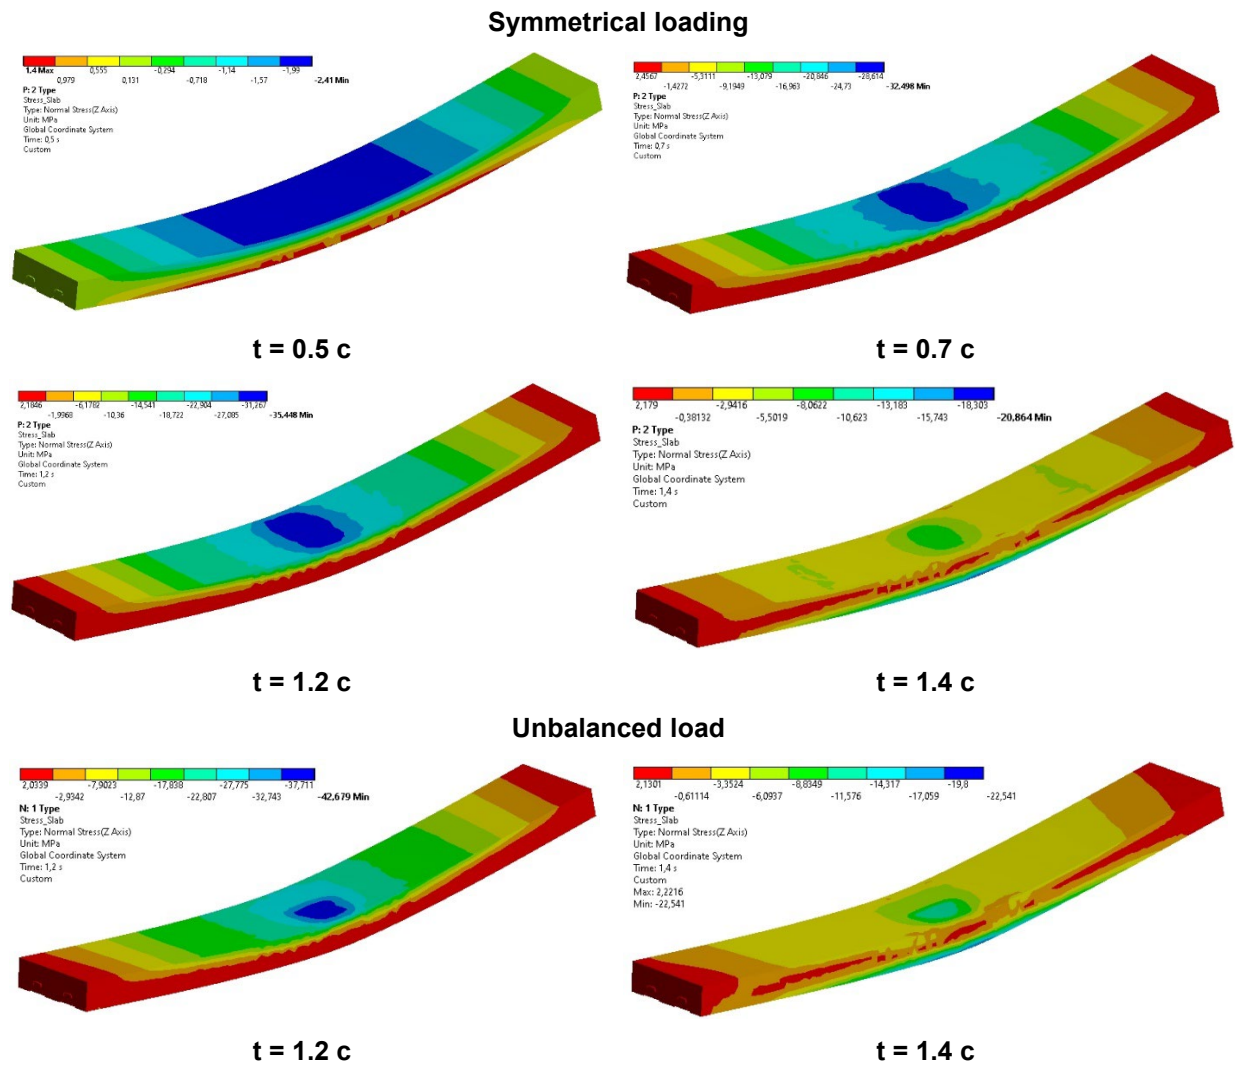 Symmetrical loading
1.4 Max 0,555 -0,294 -1,14 -1,99
0,979 0,131 -0,718 -1,57 -2,41 Min
P: 2 Type
Stress_Slab
Type: Normal Stress(Z Axis)
Unit: MPa
Global Coordinate System
Time: 0,5 s
Custom
t = 0.5 c
2,4567 -5,3111 -13,079 -20,846 -28,614
-1,4272 -9,1949 -16,963 -24,73 -32,498 Min
P: 2 Type
Stress_Slab
Type: Normal Stress(Z Axis)
Unit: MPa
Global Coordinate System
Time: 0,7 s
Custom
t = 0.7 c
2,1846 -6,1782 -14,541 -22,904 -31,267
-1,9968 -10,36 -18,722 -27,085 -35,448 Min
P: 2 Type
Stress_Slab
Type: Normal Stress(Z Axis)
Unit: MPa
Global Coordinate System
Time: 1,2 s
Custom
t = 1.2 c
2,179 -2,9416 -8,0622 -13,183 -18,303
-0,38132 -5,5019 -10,623 -15,743 -20,864 Min
P: 2 Type
Stress_Slab
Type: Normal Stress(Z Axis)
Unit: MPa
Global Coordinate System
Time: 1,4 s
Custom
t = 1.4 c
Unbalanced load
2,0339 -7,9023 -17,838 -27,775 -37,711
-2,9342 -12,87 -22,807 -32,743 -42,679 Min
N: 1 Type
Stress_Slab
Type: Normal Stress(Z Axis)
Unit: MPa
Global Coordinate System
Time: 1,2 s
Custom
t = 1.2 c
2,1301 -3,3524 -8,8349 -14,317 -19,8
-0,61114 -6,0937 -11,576 -17,059 -22,541
N: 1 Type
Stress_Slab
Type: Normal Stress(Z Axis)
Unit: MPa
Global Coordinate System
Time: 1,4 s
Custom
Max: 2,2216
Min: -22,541
t = 1.4 c